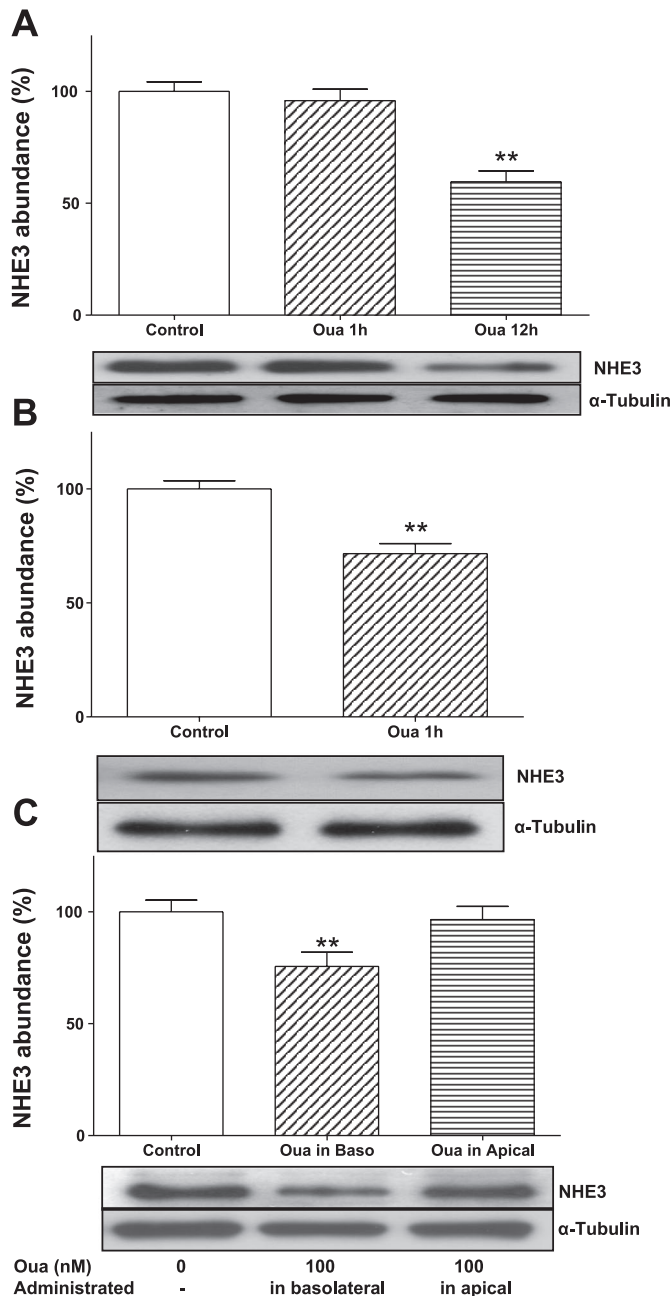 A
NHE3 abundance (%)
100
50
0
**
Control Oua 1h Oua 12h
NHE3
α-Tubulin
B
NHE3 abundance (%)
100
50
0
**
Control Oua 1h
NHE3
α-Tubulin
C
NHE3 abundance (%)
100
50
0
**
Control Oua in Baso Oua in Apical
NHE3
α-Tubulin
Oua (nM) 0 100 100
Administrated - in basolateral in apical